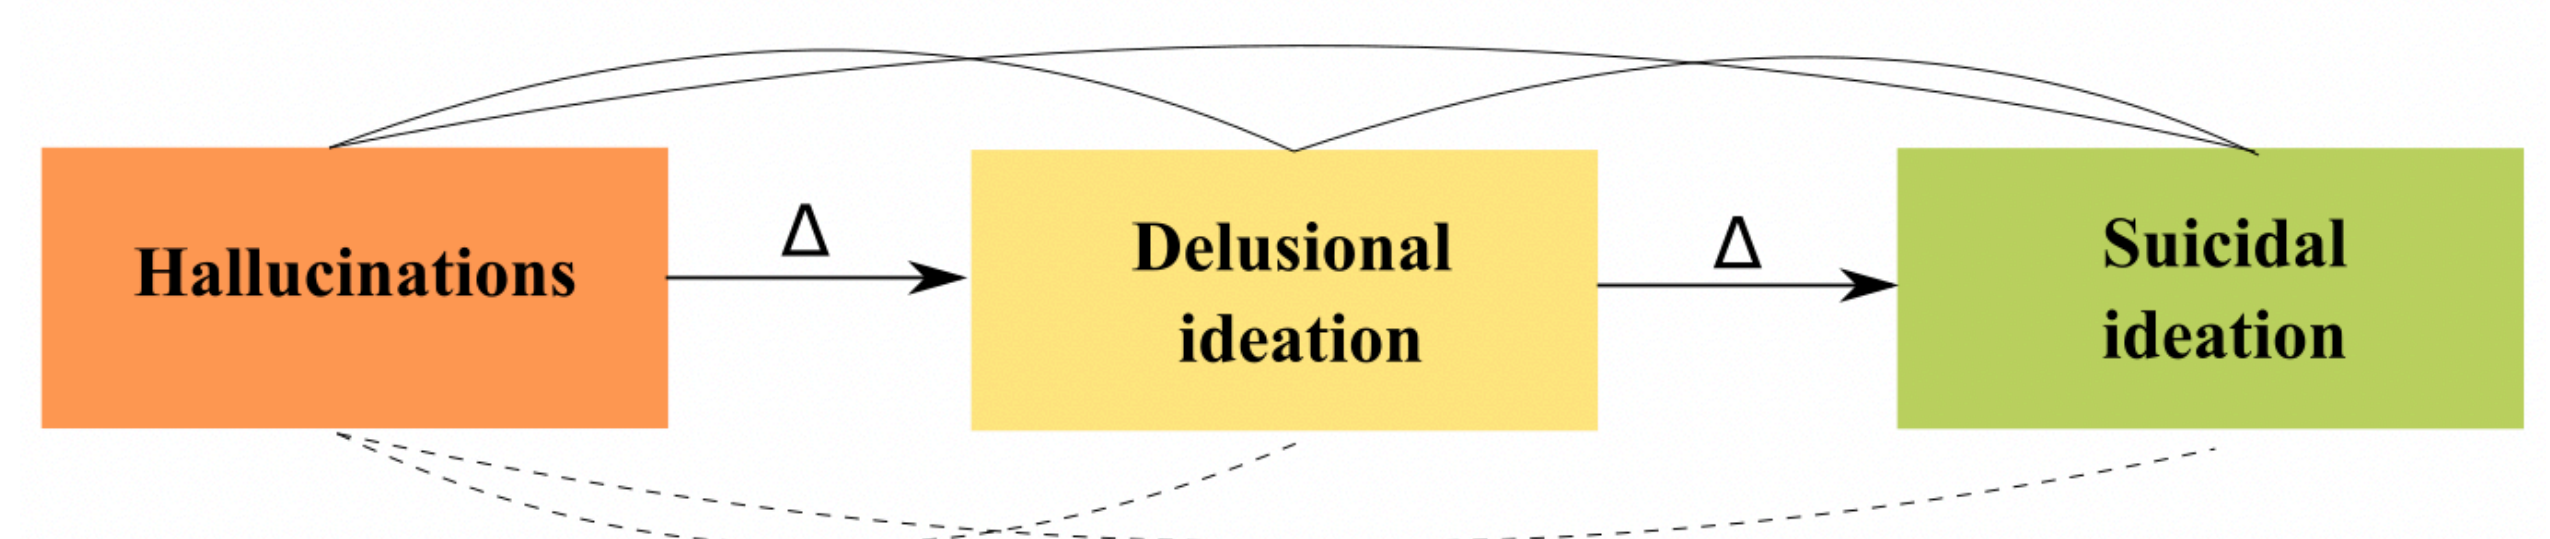 Hallucinations
Δ
Delusional
ideation
Δ
Suicidal
ideation